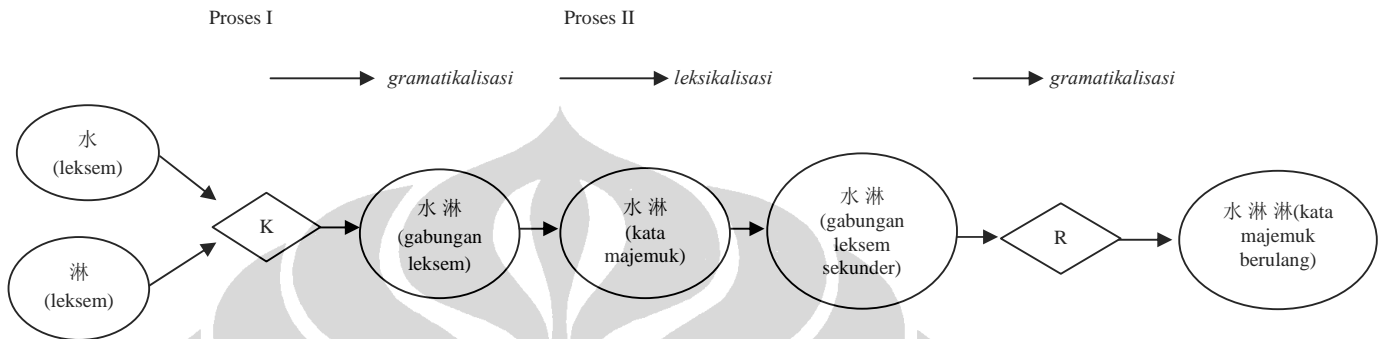 Proses I
Proses II
gramatikalisasi
leksikalisasi
gramatikalisasi
水
(leksem)
淋
(leksem)
K
水 淋
(gabungan
leksem)
水 淋
(kata
majemuk)
水 淋
(gabungan
leksem
sekunder)
R
水 淋 淋(kata
majemuk
berulang)